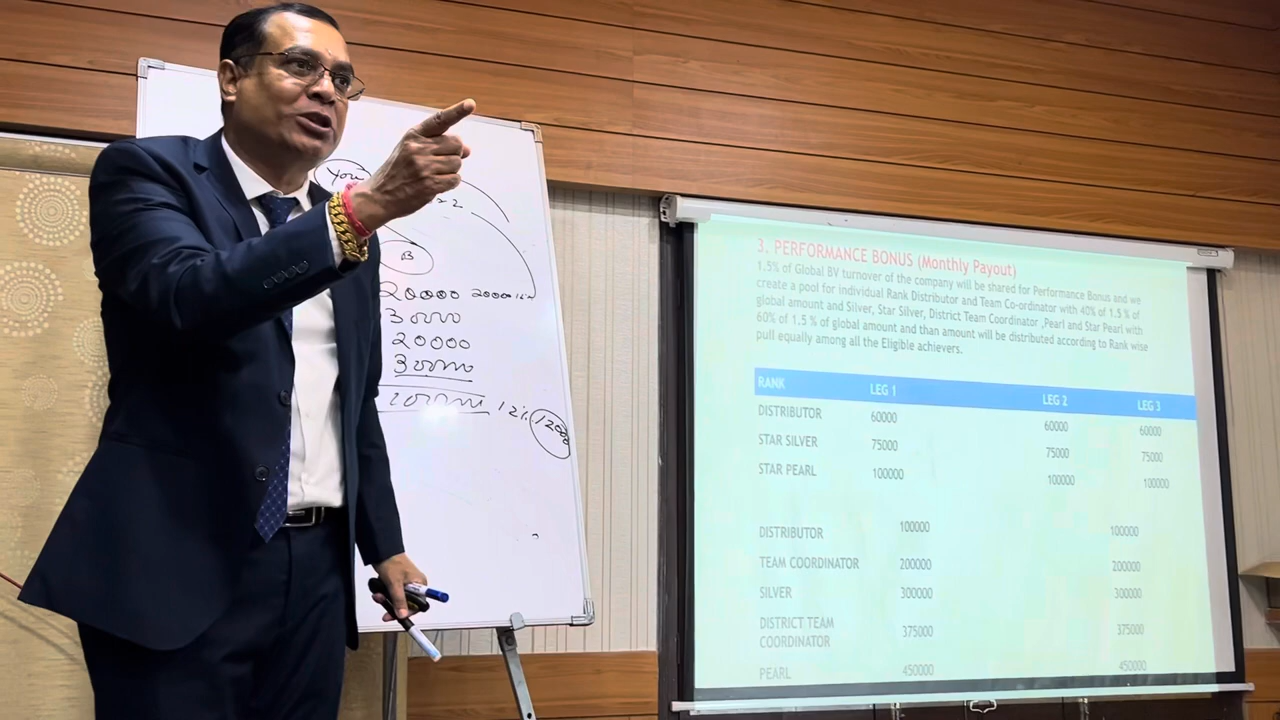 You
2
B
20000 2000
20000
12%
3. PERFORMANCE BONUS (Monthly Payout)
1.5% of Global BV turnover of the company will be shared for Performance Bonus and we
create a pool for individual Rank Distributor and Team Co-ordinator with 40% of 1.5 % of
global amount and Silver, Star Silver, District Team Coordinator ,Pearl and Star Pearl with
60% of 1.5 % of global amount and than amount will be distributed according to Rank wise
pull equally among all the Eligible achievers.
RANK LEG 1 LEG 2 LEG 3
DISTRIBUTOR 60000 60000 60000
STAR SILVER 75000 75000 75000
STAR PEARL 100000 100000 100000
DISTRIBUTOR 100000 100000
TEAM COORDINATOR 200000 200000
SILVER 300000 300000
DISTRICT TEAM
COORDINATOR 375000 375000
PEARL 450000 450000